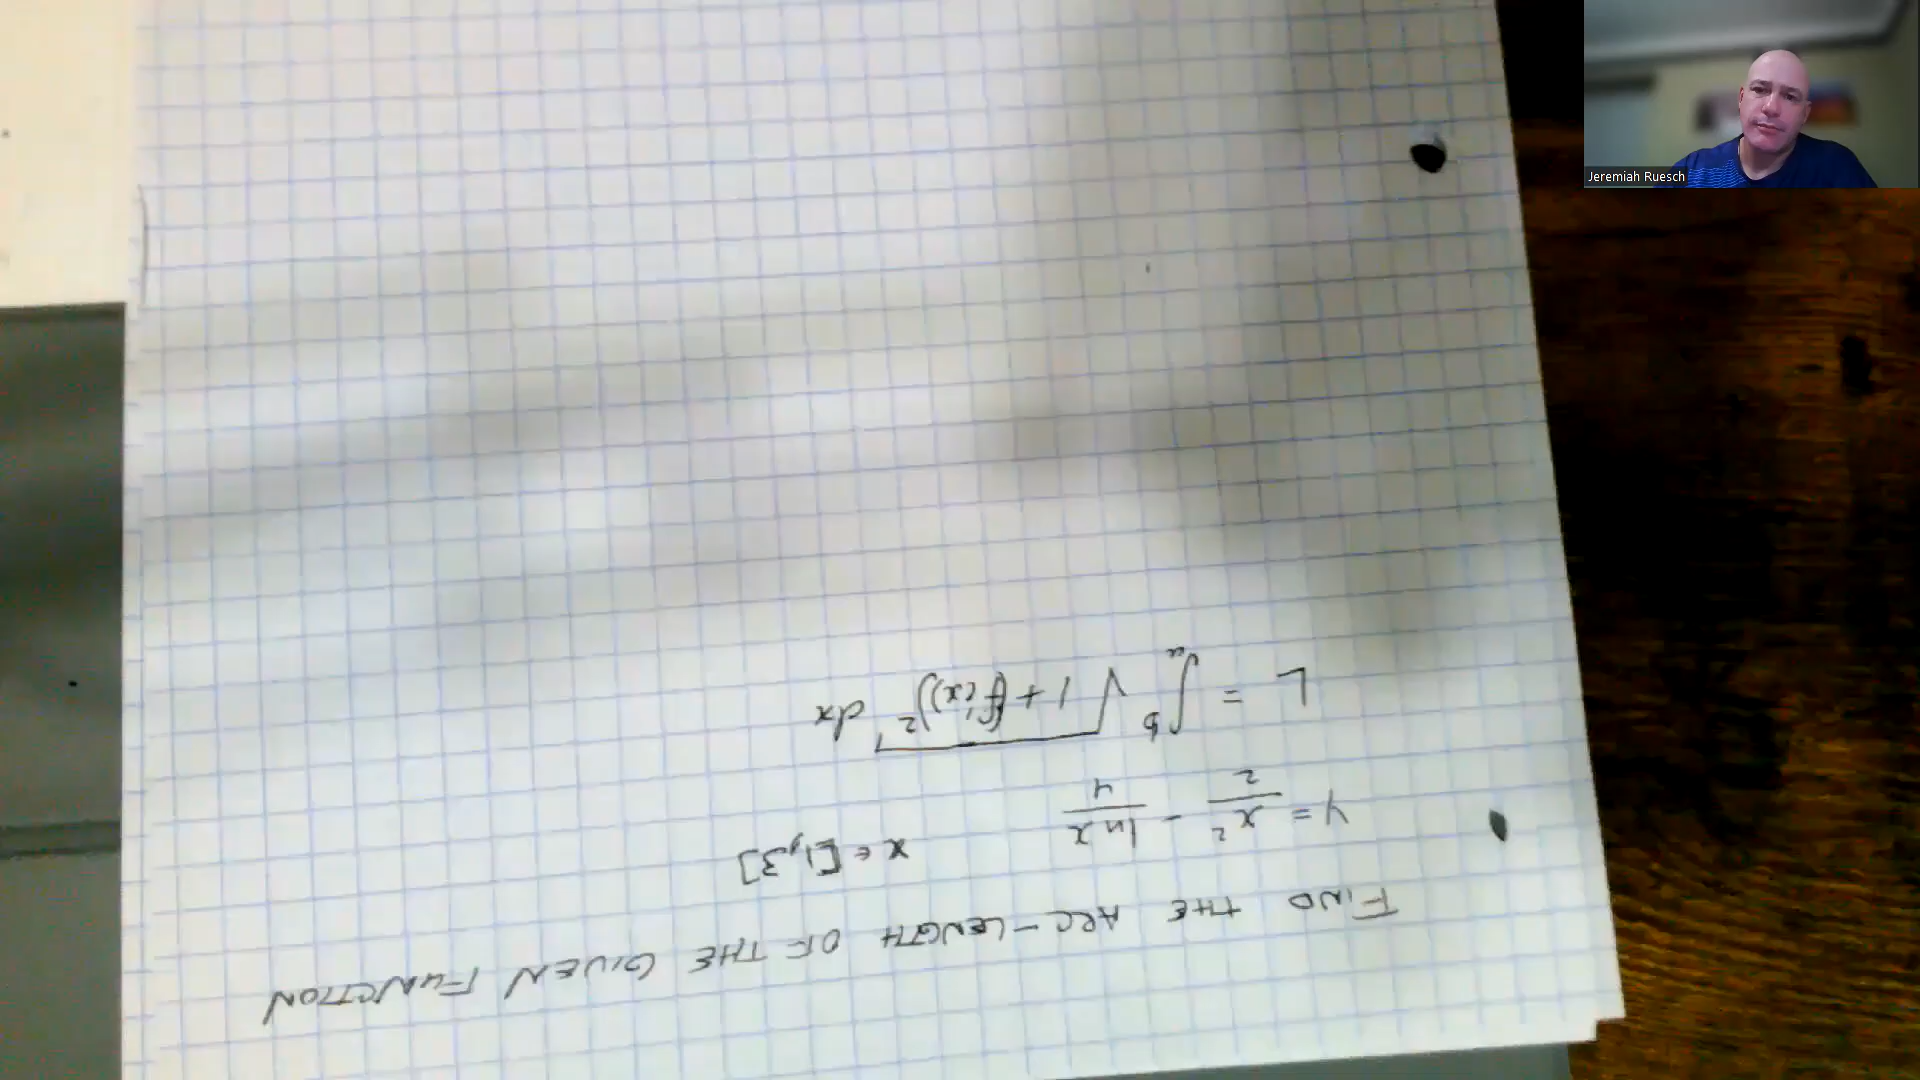 FIND THE ARC-LENGTH OF THE GIVEN FUNCTION
y = x²/2 - ln x/4    x ∈ [1,3]
L = ∫ₐᵇ √(1 + (f'(x))²) dx
Jeremiah Ruesch